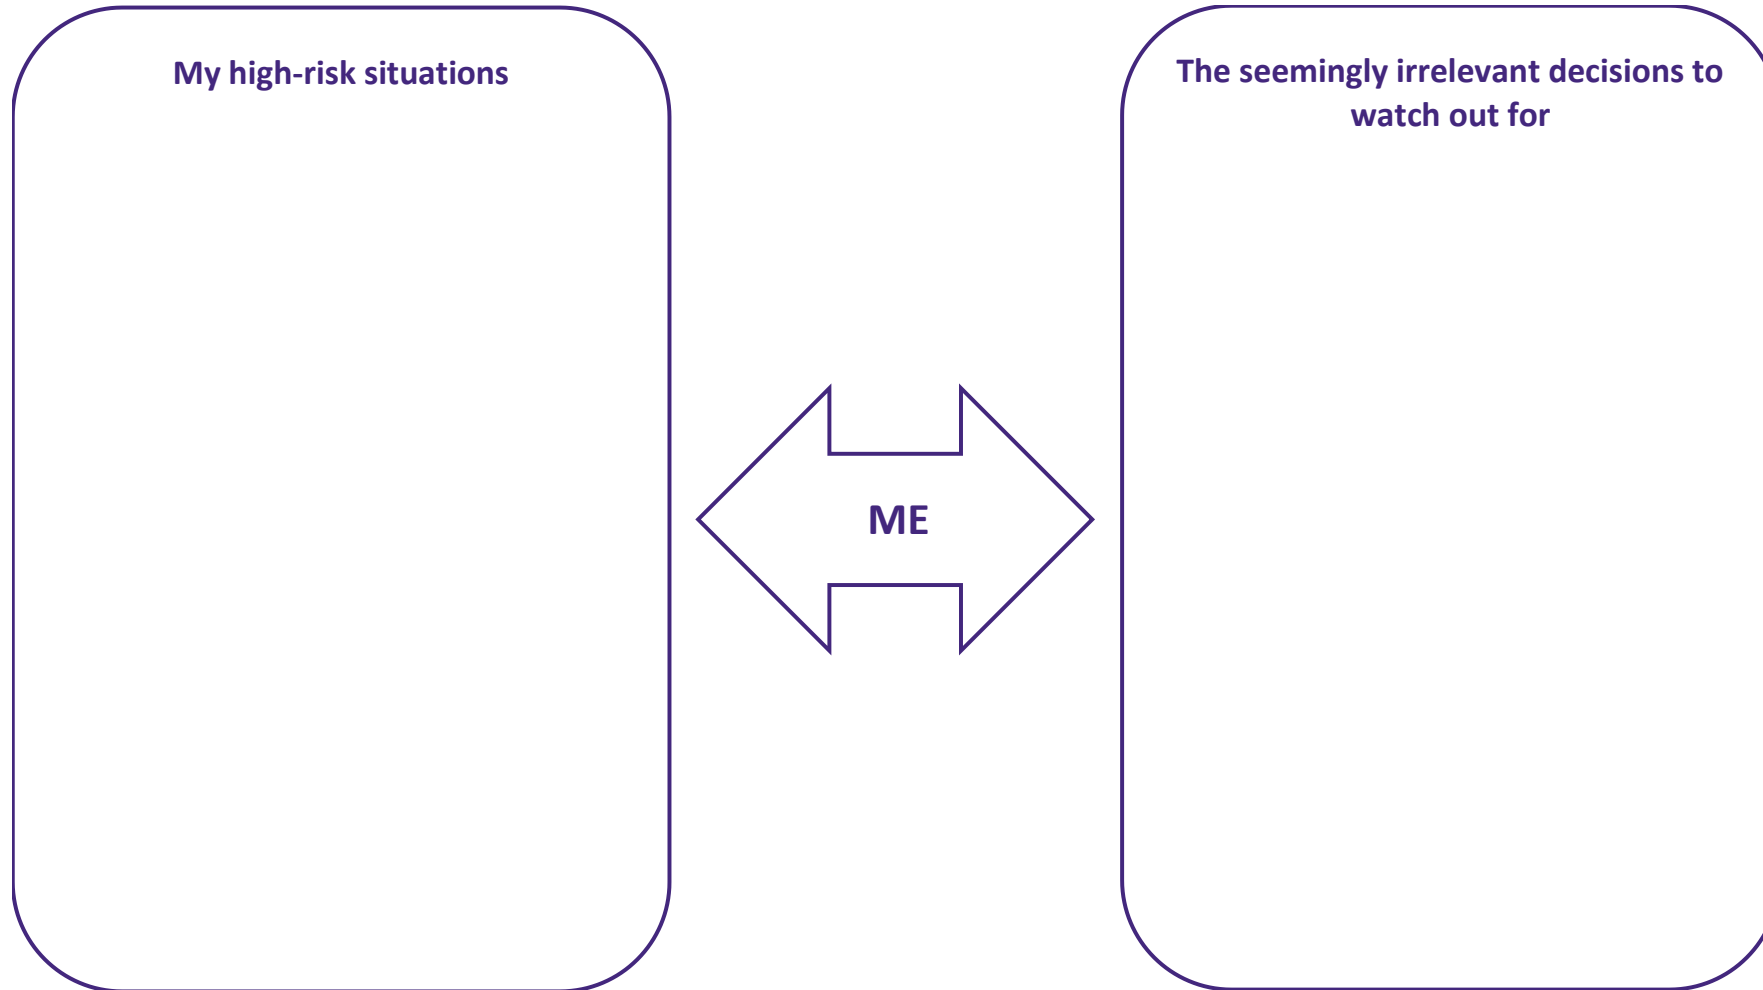 My high-risk situations
The seemingly irrelevant decisions to
watch out for
ME